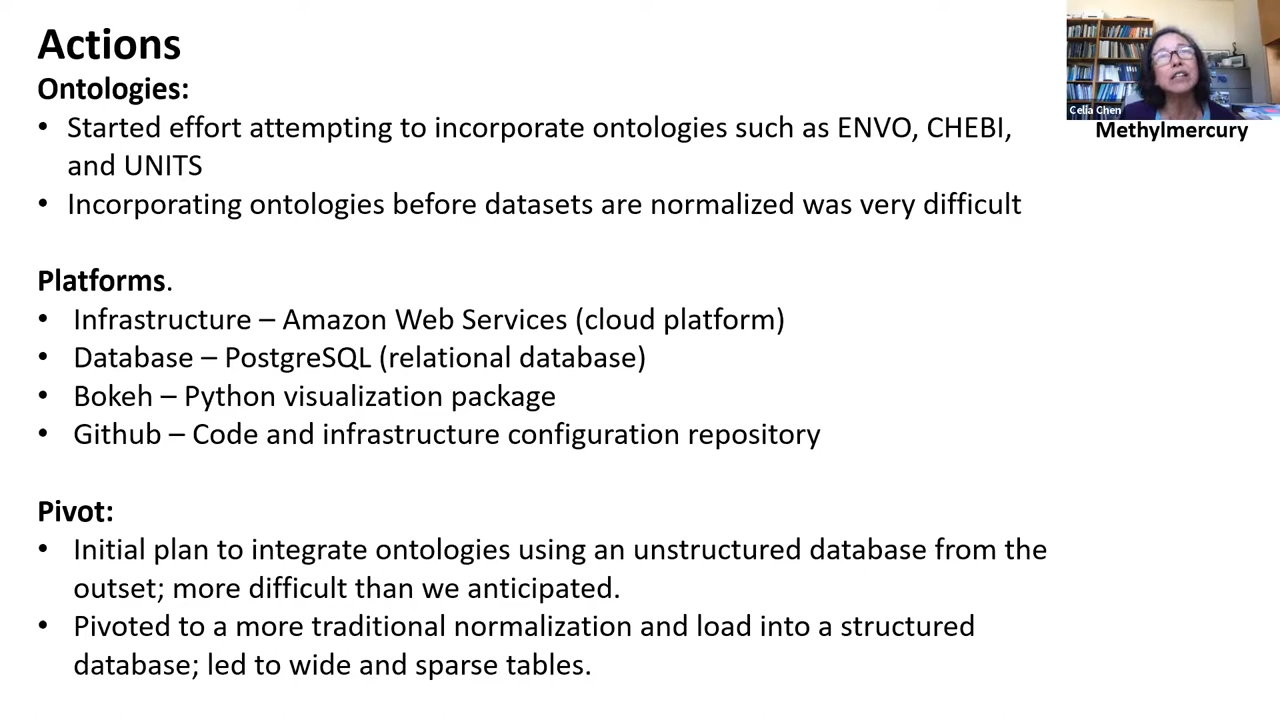 Actions
Ontologies:
• Started effort attempting to incorporate ontologies such as ENVO, CHEBI,
and UNITS
• Incorporating ontologies before datasets are normalized was very difficult
Platforms.
• Infrastructure – Amazon Web Services (cloud platform)
• Database – PostgreSQL (relational database)
• Bokeh – Python visualization package
• Github – Code and infrastructure configuration repository
Pivot:
• Initial plan to integrate ontologies using an unstructured database from the
outset; more difficult than we anticipated.
• Pivoted to a more traditional normalization and load into a structured
database; led to wide and sparse tables.
Celia Chen
Methylmercury